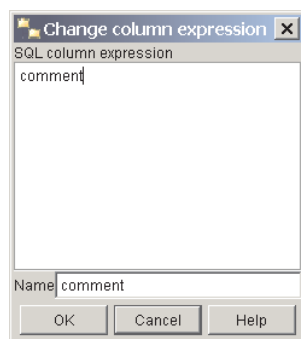 Change column expression
SQL column expression
comment
Name comment
OK Cancel Help